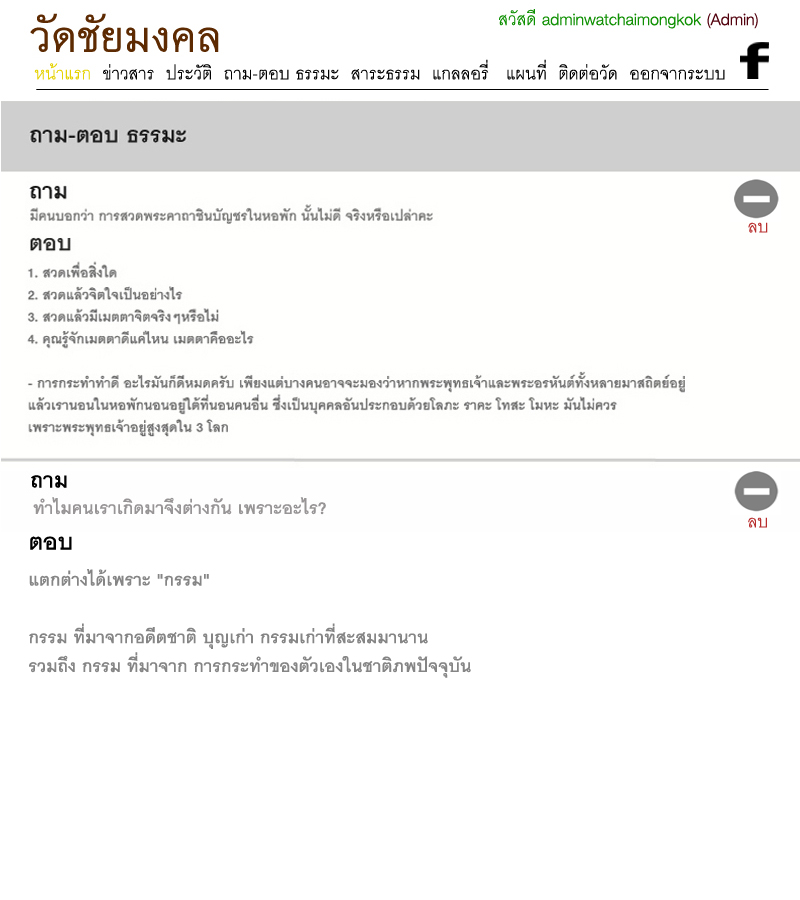 สวัสดี adminwatchaimongkok (Admin)
วัดชัยมงคล
หน้าแรก ข่าวสาร ประวัติ ถาม-ตอบ ธรรมะ สาระธรรม แกลลอรี่ แผนที่ ติดต่อวัด ออกจากระบบ f
ถาม-ตอบ ธรรมะ
ถาม
มีคนบอกว่า การสวดพระคาถาชินบัญชรในหอพัก นั้นไม่ดี จริงหรือเปล่าคะ
ลบ
ตอบ
1. สวดเพื่อสิ่งใด
2. สวดแล้วจิตใจเป็นอย่างไร
3. สวดแล้วมีเมตตาจิตจริงๆหรือไม่
4. คุณรู้จักเมตตาดีแค่ไหน เมตตาคืออะไร
- การกระทำทำดี อะไรมันก็ดีหมดครับ เพียงแต่บางคนอาจจะมองว่าหากพระพุทธเจ้าและพระอรหันต์ทั้งหลายมาสถิตย์อยู่
แล้วเรานอนในหอพักนอนอยู่ใต้ที่นอนคนอื่น ซึ่งเป็นบุคคลอันประกอบด้วยโลภะ ราคะ โทสะ โมหะ มันไม่ควร
เพราะพระพุทธเจ้าอยู่สูงสุดใน 3 โลก
ถาม
ทำไมคนเราเกิดมาจึงต่างกัน เพราะอะไร?
ลบ
ตอบ
แตกต่างได้เพราะ "กรรม"
กรรม ที่มาจากอดีตชาติ บุญเก่า กรรมเก่าที่สะสมมานาน
รวมถึง กรรม ที่มาจาก การกระทำของตัวเองในชาติภพปัจจุบัน